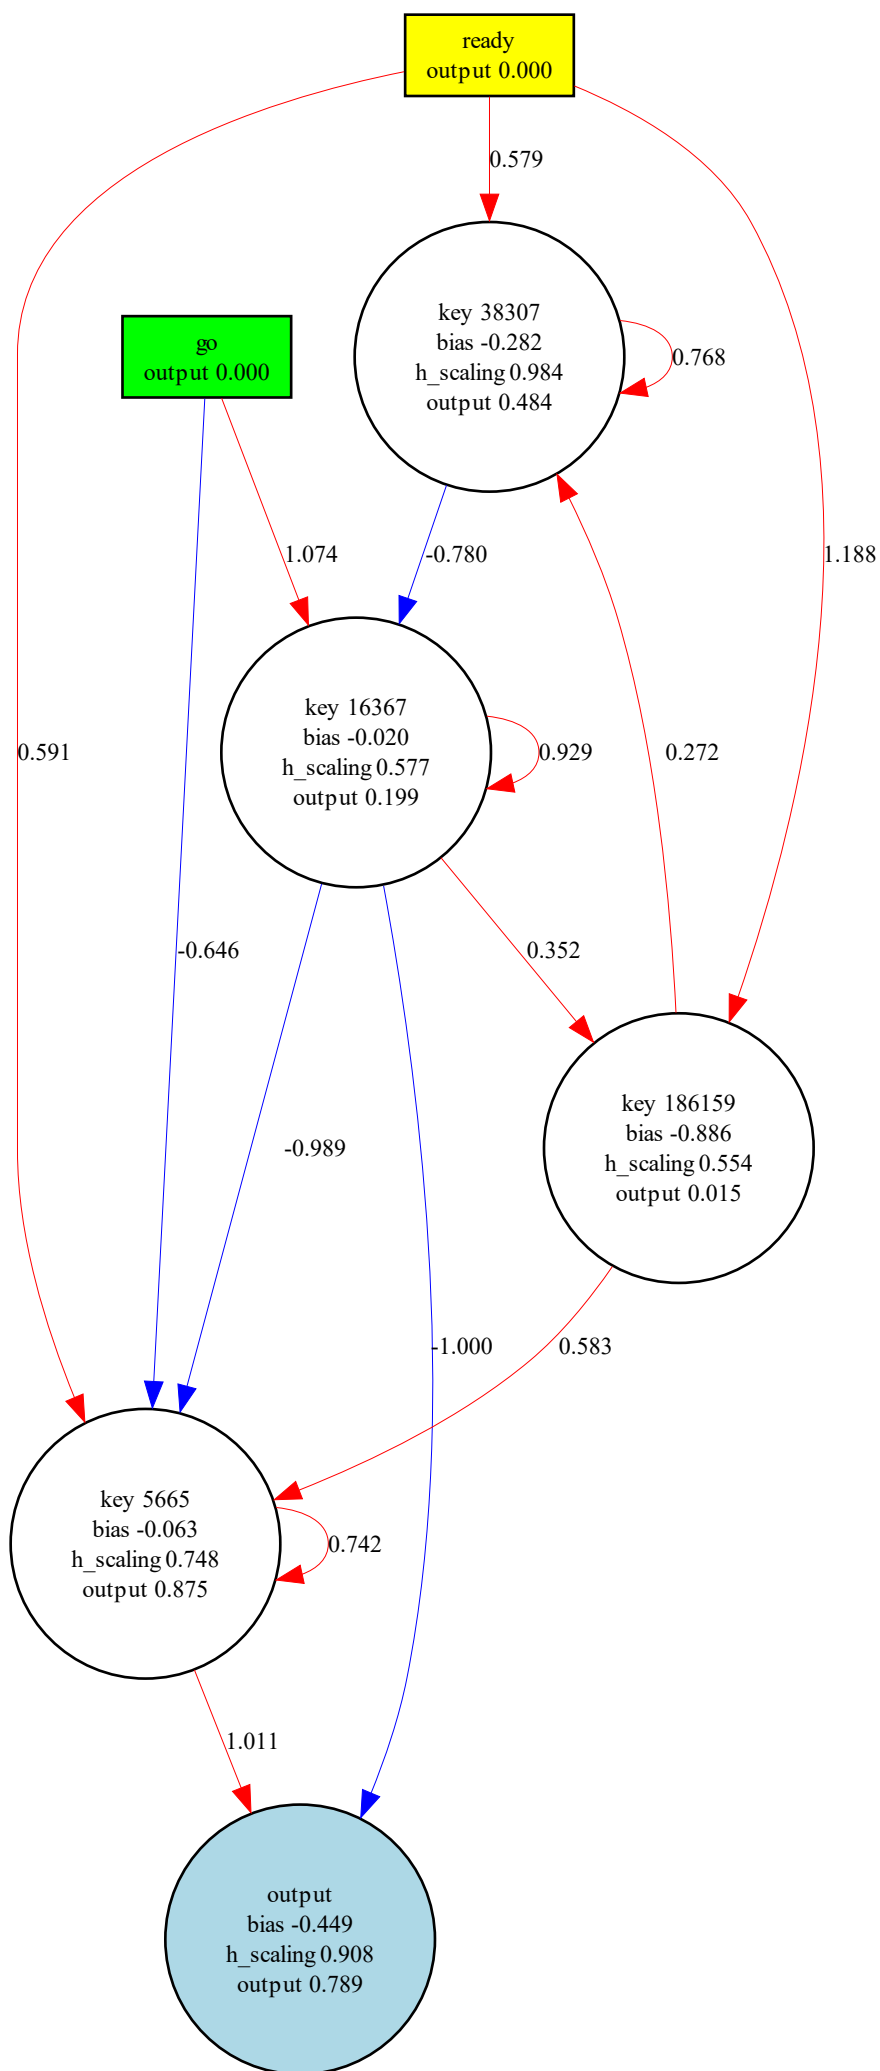 ready
output 0.000
0.579
key 38307
bias -0.282
h_scaling 0.984
output 0.484
0.768
go
output 0.000
1.074
-0.780
1.188
key 16367
bias -0.020
h_scaling 0.577
output 0.199
0.929
0.272
0.591
-0.646
0.352
key 186159
bias -0.886
h_scaling 0.554
output 0.015
-0.989
-1.000
0.583
key 5665
bias -0.063
h_scaling 0.748
output 0.875
0.742
1.011
output
bias -0.449
h_scaling 0.908
output 0.789